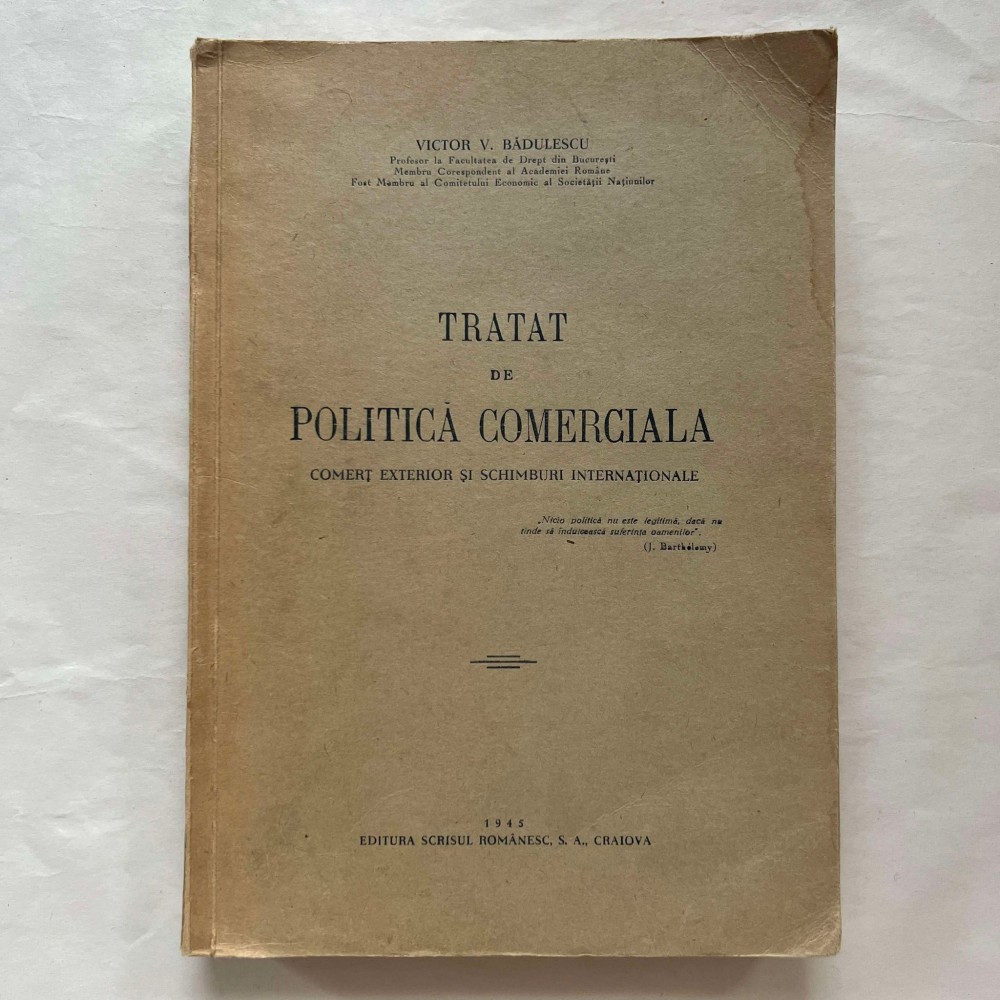 VICTOR V. BĂDULESCU
Profesor la Facultatea de Drept din București
Membru Corespondent al Academiei Române
Fost Membru al Comitetului Economic al Societății Națiunilor
TRATAT
DE
POLITICĂ COMERCIALA
COMERȚ EXTERIOR ȘI SCHIMBURI INTERNAȚIONALE
„Nicio politică nu este legitimă, dacă nu
tinde să îndulcească suferința oamenilor”.
(J. Barthélemy)
1945
EDITURA SCRISUL ROMÂNESC, S. A., CRAIOVA